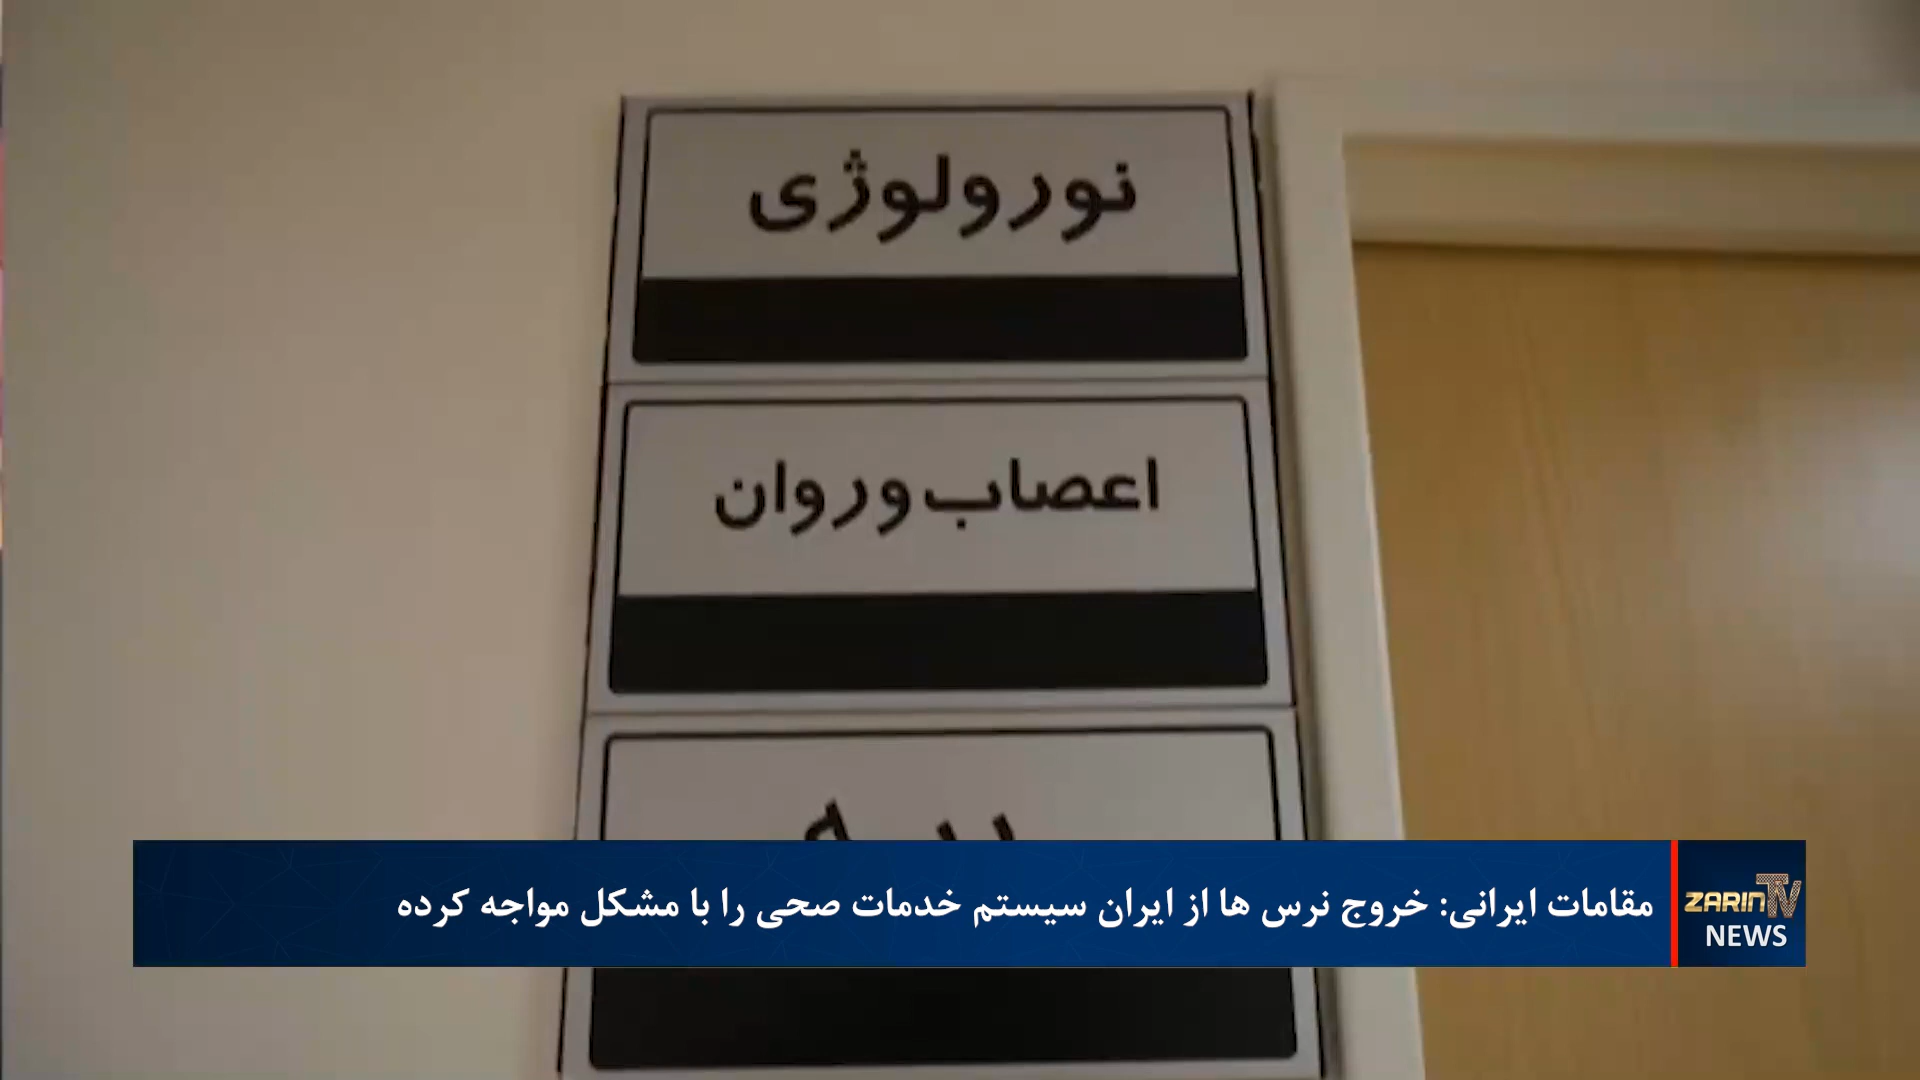 نورولوژی
اعصاب و روان
مقامات ایرانی: خروج نرس ها از ایران سیستم خدمات صحی را با مشکل مواجه کرده
ZARIN TV
NEWS